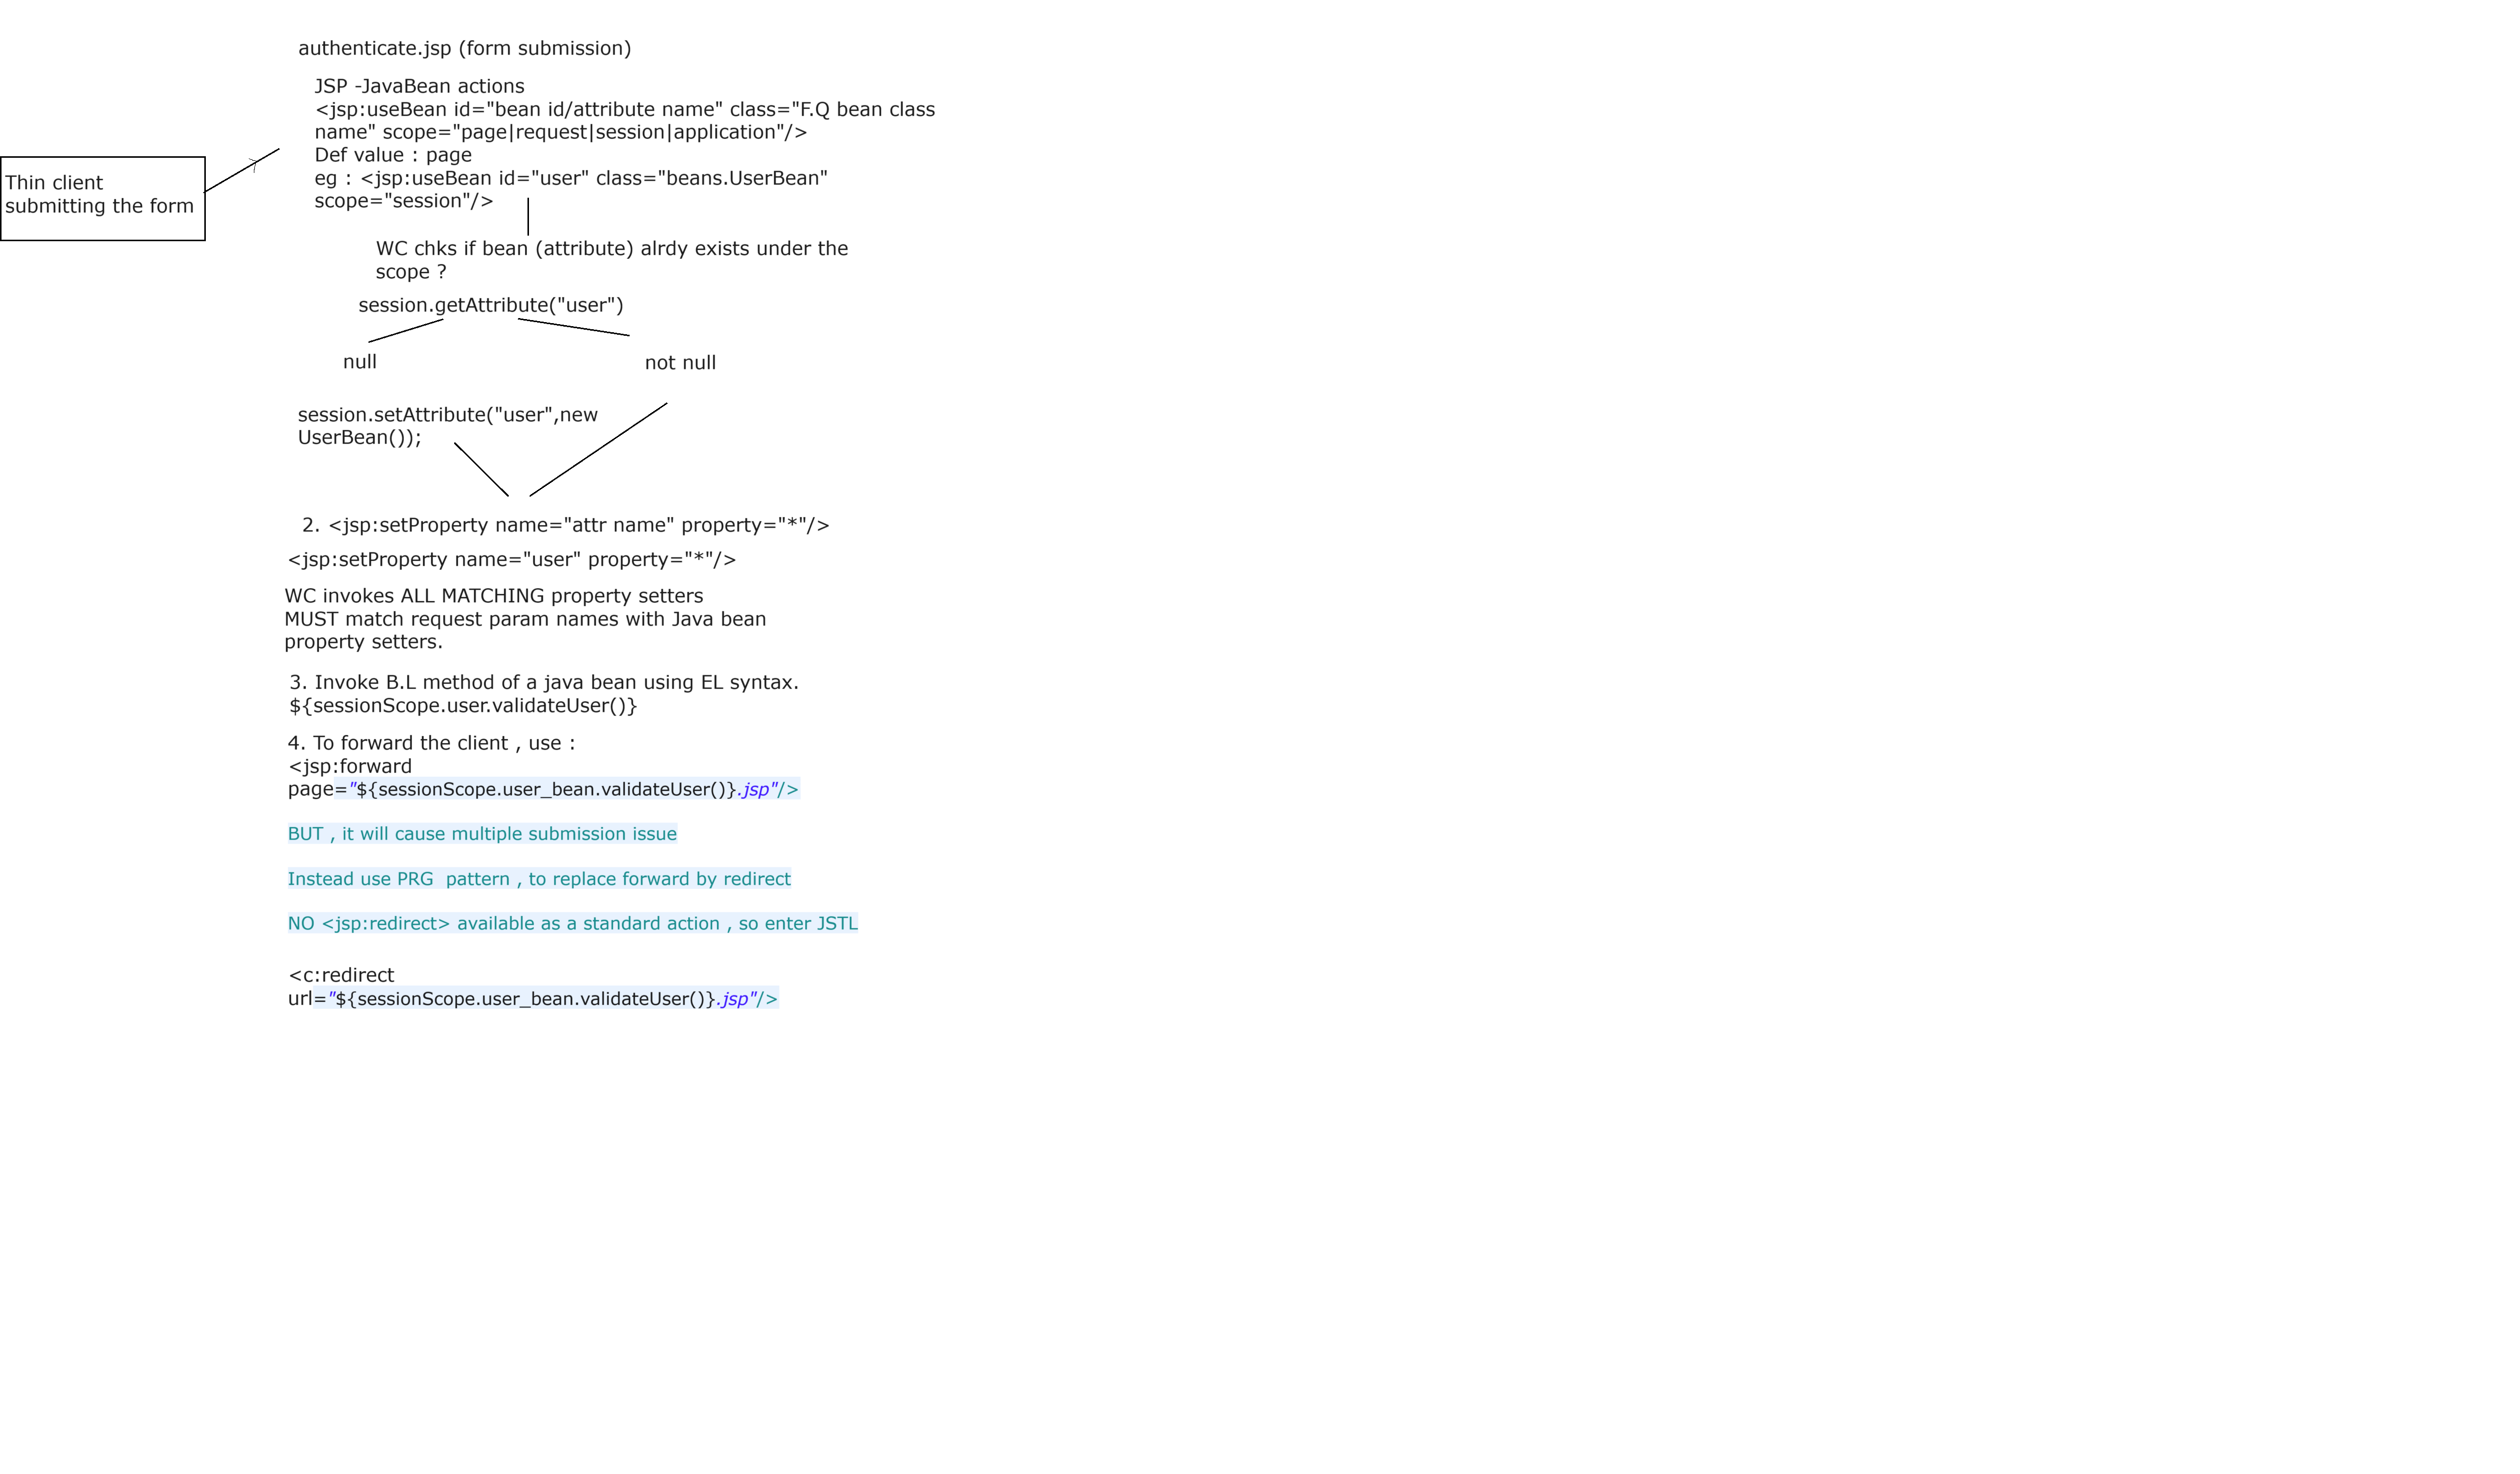 authenticate.jsp (form submission)
JSP -JavaBean actions
<jsp:useBean id="bean id/attribute name" class="F.Q bean class
name" scope="page|request|session|application"/>
Def value : page
eg : <jsp:useBean id="user" class="beans.UserBean"
scope="session"/>
Thin client
submitting the form
WC chks if bean (attribute) alrdy exists under the
scope ?
session.getAttribute("user")
null
not null
session.setAttribute("user",new
UserBean());
2. <jsp:setProperty name="attr name" property="*"/>
<jsp:setProperty name="user" property="*"/>
WC invokes ALL MATCHING property setters
MUST match request param names with Java bean
property setters.
3. Invoke B.L method of a java bean using EL syntax.
${sessionScope.user.validateUser()}
4. To forward the client , use :
<jsp:forward
page="${sessionScope.user_bean.validateUser()}.jsp"/>
BUT , it will cause multiple submission issue
Instead use PRG  pattern , to replace forward by redirect
NO <jsp:redirect> available as a standard action , so enter JSTL
<c:redirect
url="${sessionScope.user_bean.validateUser()}.jsp"/>